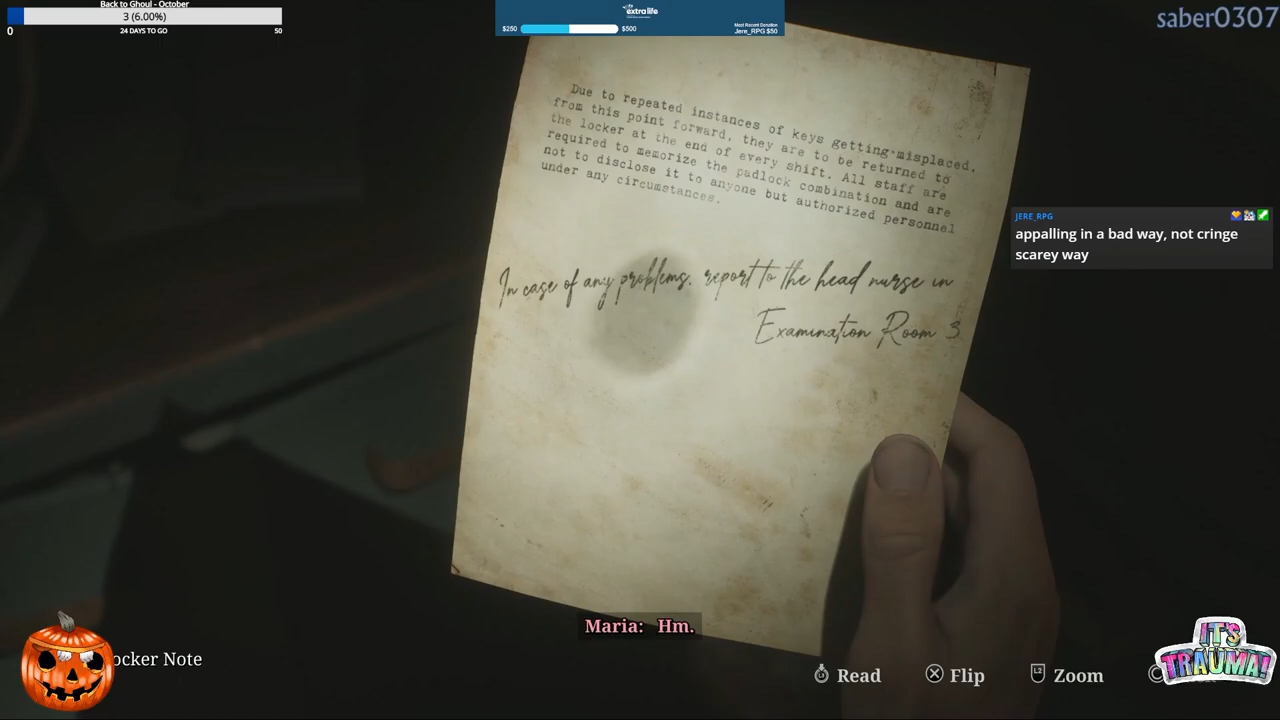 Back to Ghoul - October
3 (6.00%)
0
24 DAYS TO GO
50
extralife
$250
$500
Most Recent Donation
Jere_RPG $50
saber0307
Due to repeated instances of keys getting misplaced,
from this point forward, they are to be returned to
the locker at the end of every shift. All staff are
required to memorize the padlock combination and are
not to disclose it to anyone but authorized personnel
under any circumstances.
In case of any problems, report to the head nurse in
Examination Room 3
JERE_RPG
appalling in a bad way, not cringe
scarey way
Maria: Hm.
ocker Note
Read
Flip
L2
Zoom
IT'S
TRAUMA!